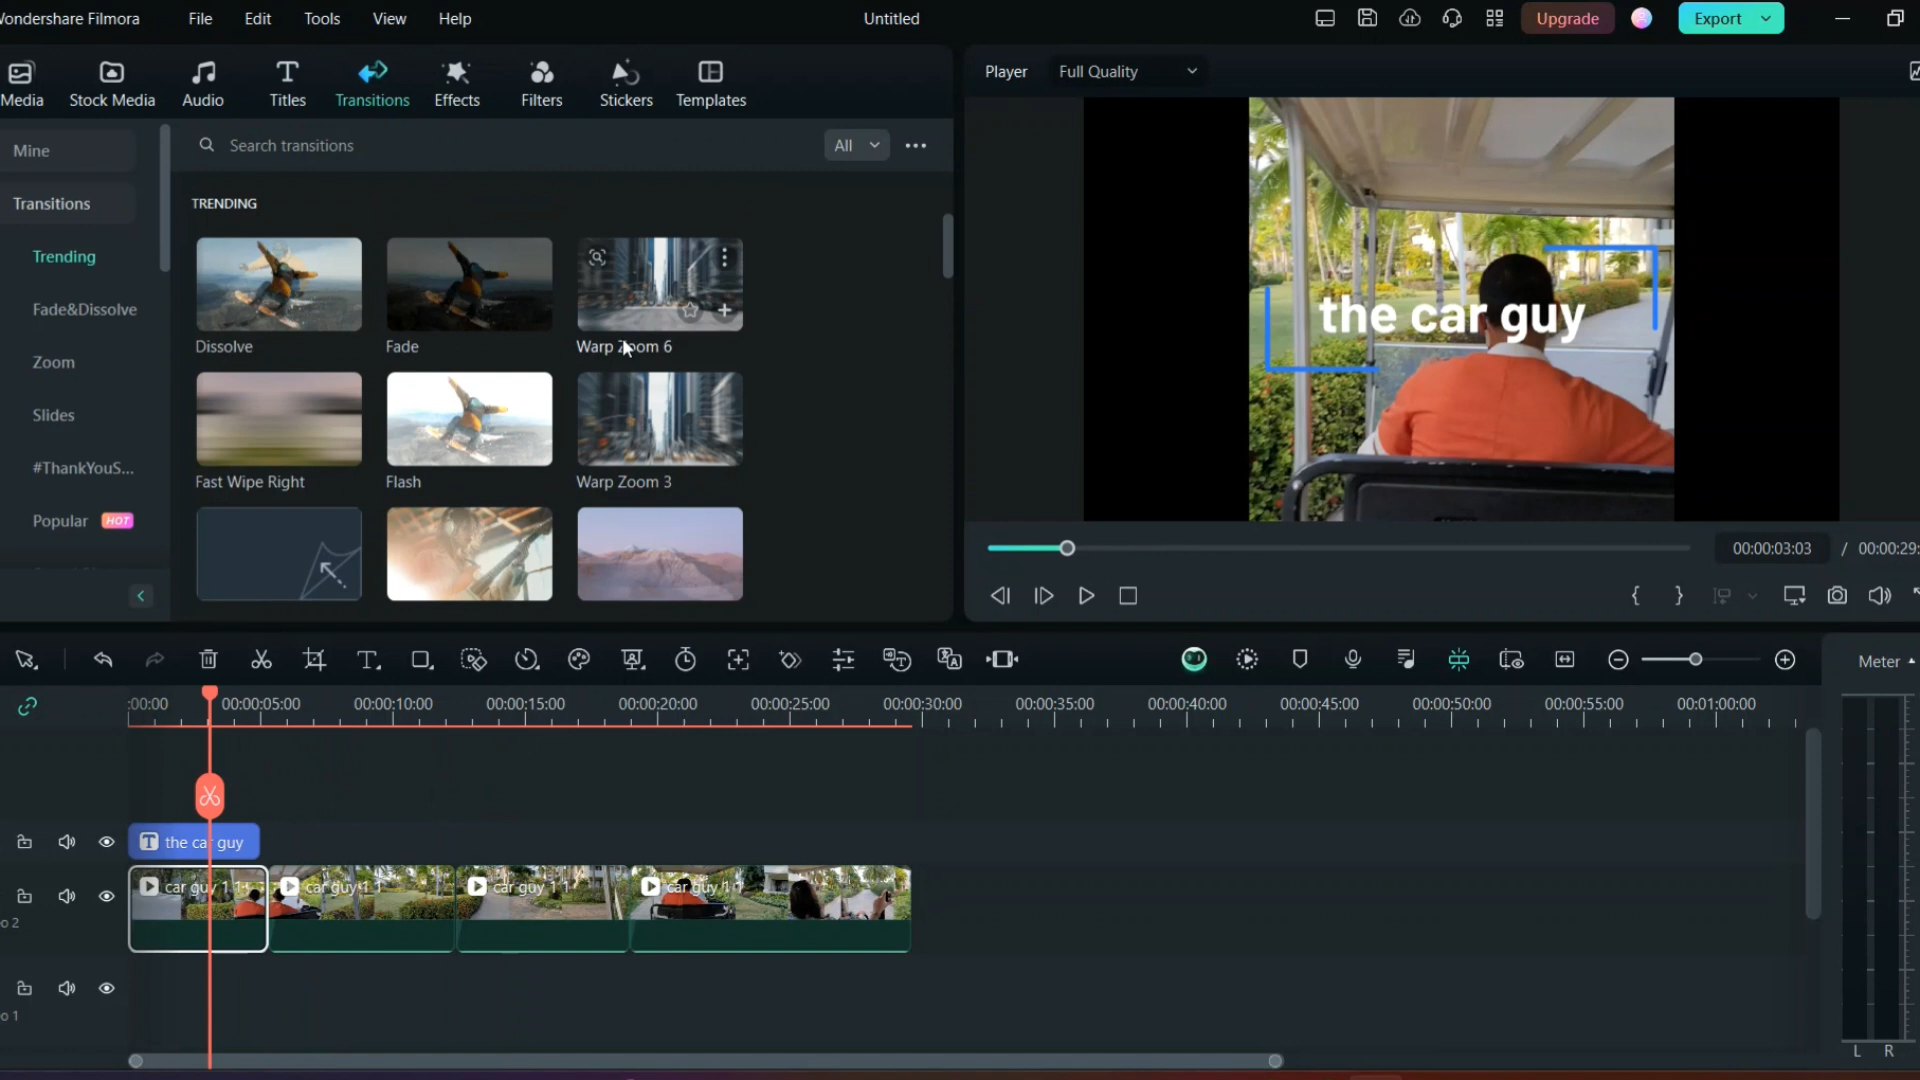 ondershare Filmora
File
Edit
Tools
View
Help
Untitled
Upgrade
Export
Media
Stock Media
Audio
Titles
Transitions
Effects
Filters
Stickers
Templates
Player
Full Quality
Mine
Search transitions
All
Transitions
TRENDING
Trending
Fade&Dissolve
Zoom
Slides
#ThankYouS...
Popular
HOT
Dissolve
Fade
Warp Zoom 6
Fast Wipe Right
Flash
Warp Zoom 3
the car guy
00:00:03:03
/ 00:00:29:
Meter
:00:00
00:00:05:00
00:00:10:00
00:00:15:00
00:00:20:00
00:00:25:00
00:00:30:00
00:00:35:00
00:00:40:00
00:00:45:00
00:00:50:00
00:00:55:00
00:01:00:00
T the car guy
car guy 1 1
car guy 1 1
car guy 1 1
car guy 1 1
o 2
o 1
L
R